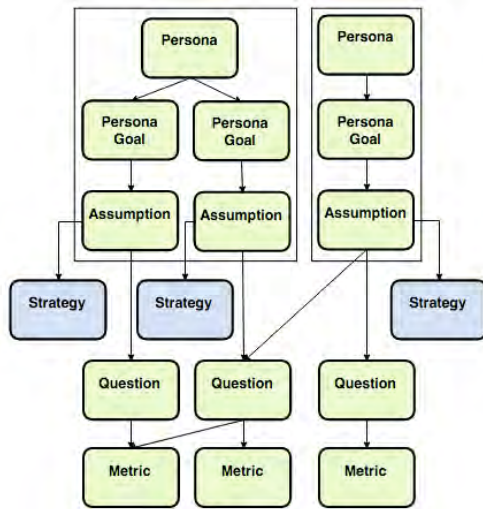 Persona
Persona
Persona
Goal
Persona
Goal
Persona
Goal
Assumption
Assumption
Assumption
Strategy
Strategy
Strategy
Question
Question
Question
Metric
Metric
Metric